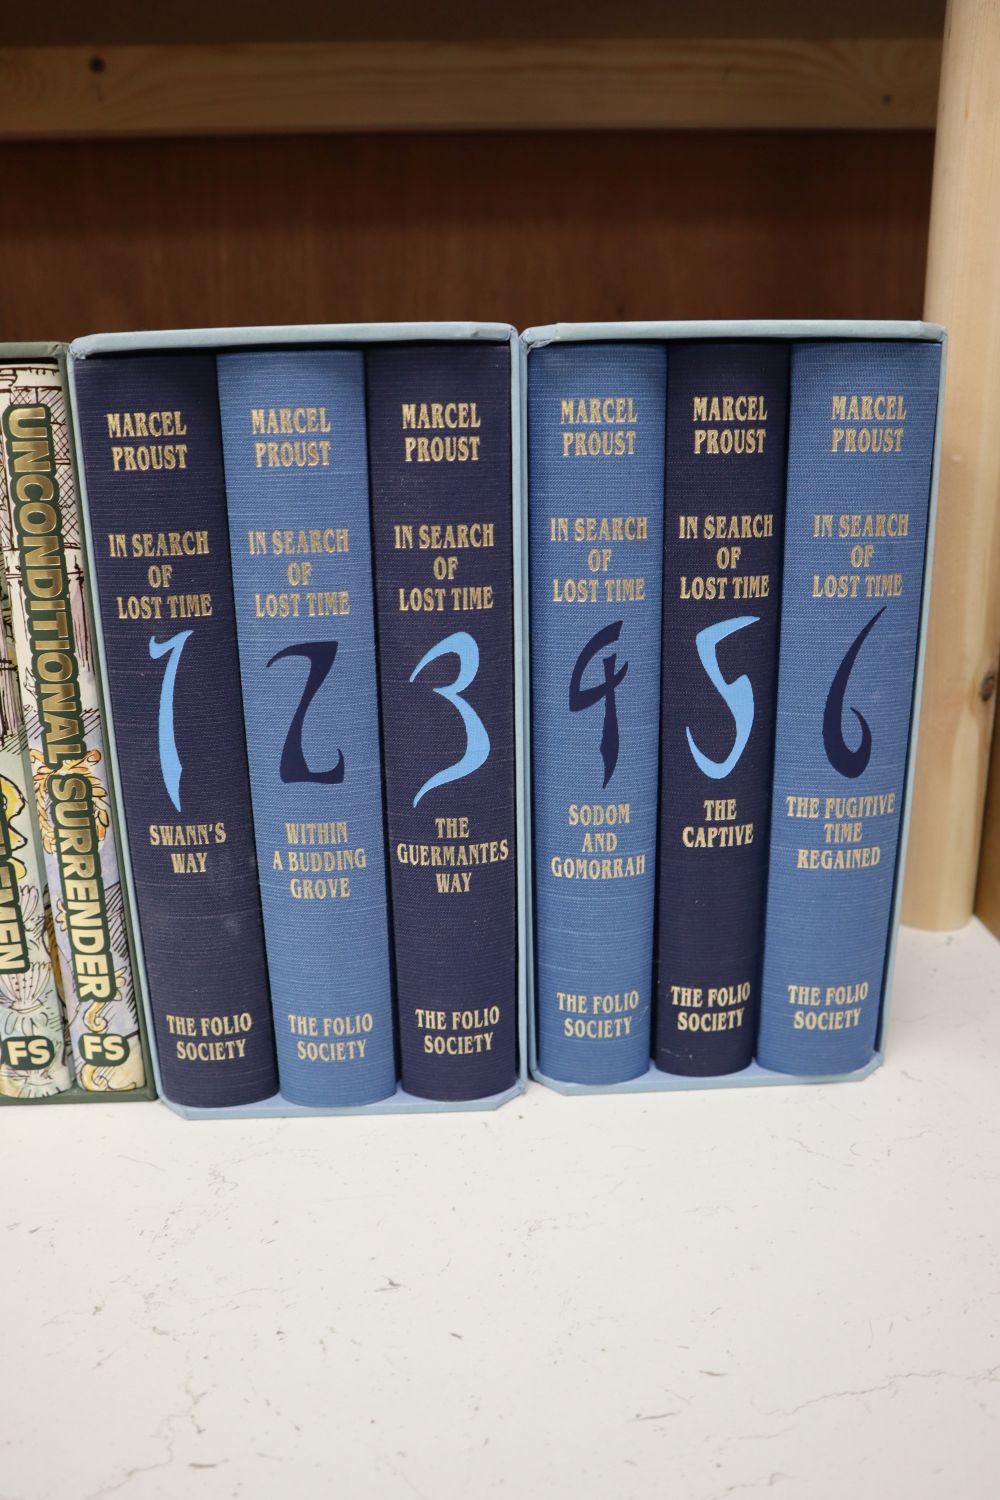 MEN
FS
UNCONDITIONAL SURRENDER
FS
MARCEL
PROUST
IN SEARCH
OF
LOST TIME
1
SWANN'S
WAY
THE FOLIO
SOCIETY
MARCEL
PROUST
IN SEARCH
OF
LOST TIME
2
WITHIN
A BUDDING
GROVE
THE FOLIO
SOCIETY
MARCEL
PROUST
IN SEARCH
OF
LOST TIME
3
THE
GUERMANTES
WAY
THE FOLIO
SOCIETY
MARCEL
PROUST
IN SEARCH
OF
LOST TIME
4
SODOM
AND
GOMORRAH
THE FOLIO
SOCIETY
MARCEL
PROUST
IN SEARCH
OF
LOST TIME
5
THE
CAPTIVE
THE FOLIO
SOCIETY
MARCEL
PROUST
IN SEARCH
OF
LOST TIME
6
THE FUGITIVE
TIME
REGAINED
THE FOLIO
SOCIETY